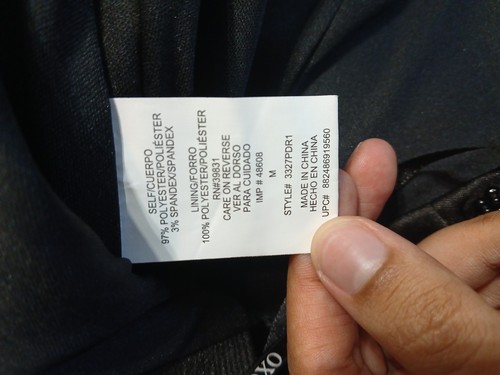 SELF/CUERPO
97% POLYESTER/POLIÉSTER
3% SPANDEX/SPANDEX
LINING/FORRO
100% POLYESTER/POLIÉSTER
RN#39831
CARE ON REVERSE
VER AL DORSO
PARA CUIDADO
IMP # 48608
M
STYLE# 3327PDR1
MADE IN CHINA
HECHO EN CHINA
UPC# 882486919560